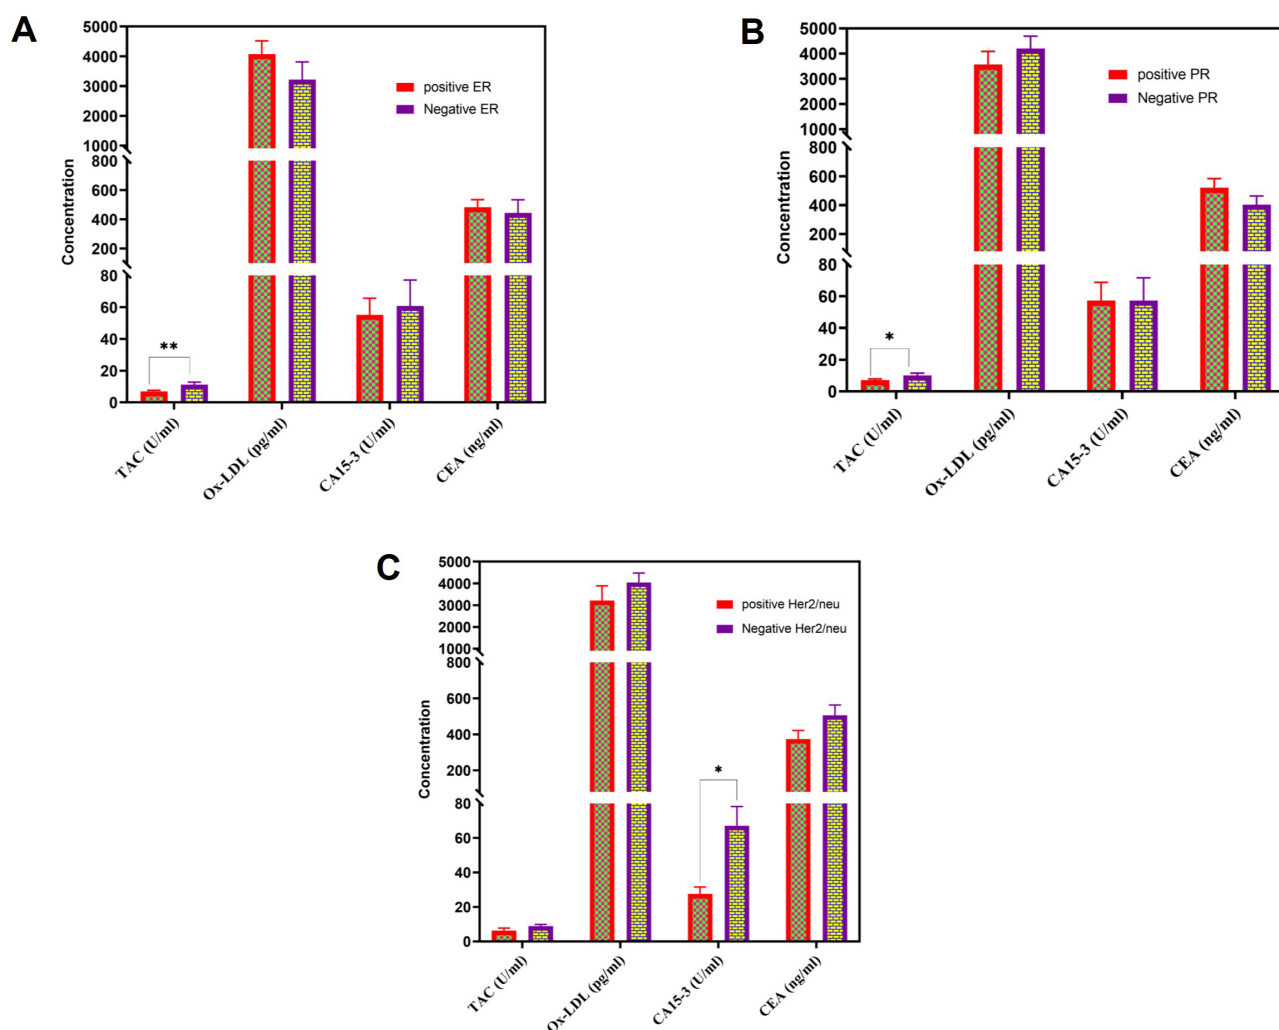 A
5000
4000
3000
2000
1000
800
600
400
200
80
60
40
20
0
Concentration
positive ER
Negative ER
**
TAC (U/ml)
Ox-LDL (pg/ml)
CA15-3 (U/ml)
CEA (ng/ml)
B
5000
4000
3000
2000
1000
800
600
400
200
80
60
40
20
0
Concentration
positive PR
Negative PR
*
TAC (U/ml)
Ox-LDL (pg/ml)
CA15-3 (U/ml)
CEA (ng/ml)
C
5000
4000
3000
2000
1000
800
600
400
200
80
60
40
20
0
Concentration
positive Her2/neu
Negative Her2/neu
*
TAC (U/ml)
Ox-LDL (pg/ml)
CA15-3 (U/ml)
CEA (ng/ml)